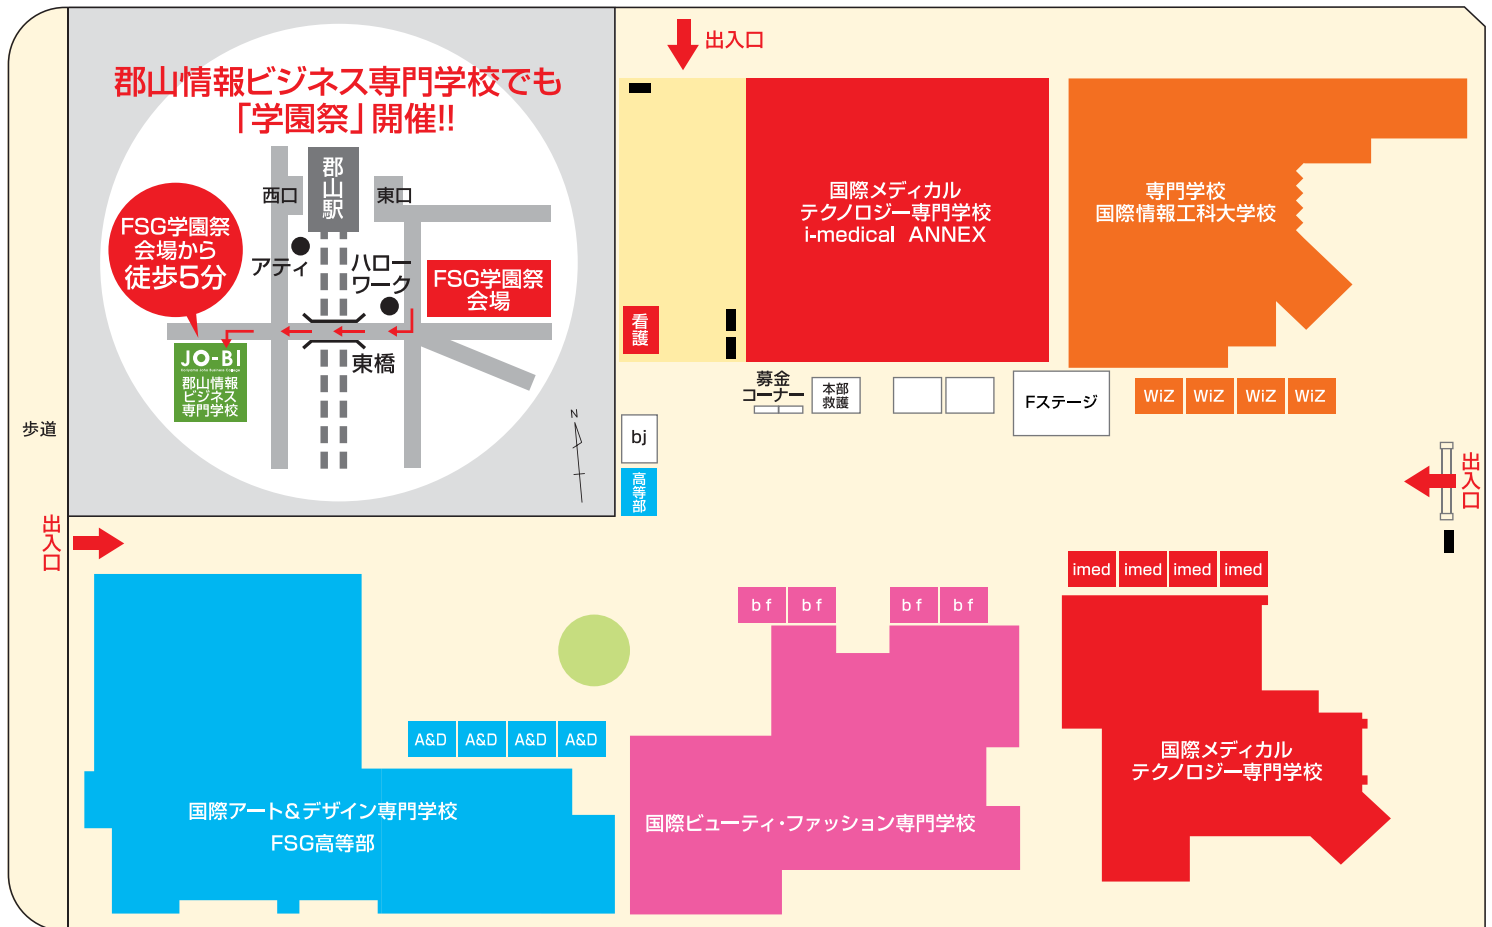 郡山情報ビジネス専門学校でも
「学園祭」開催!!
郡山駅
西口
東口
FSG学園祭
会場から
徒歩5分
アティ
ハロー
ワーク
FSG学園祭
会場
東橋
JO-BI
郡山情報
ビジネス
専門学校
N
歩道
出入口
出入口
看護
国際メディカル
テクノロジー専門学校
i-medical ANNEX
専門学校
国際情報工科大学校
募金
コーナー
本部
救護
Fステージ
WiZ
WiZ
WiZ
WiZ
bj
高等部
出入口
imed
imed
imed
imed
bf
bf
bf
bf
A&D
A&D
A&D
A&D
国際アート&デザイン専門学校
FSG高等部
国際ビューティ・ファッション専門学校
国際メディカル
テクノロジー専門学校